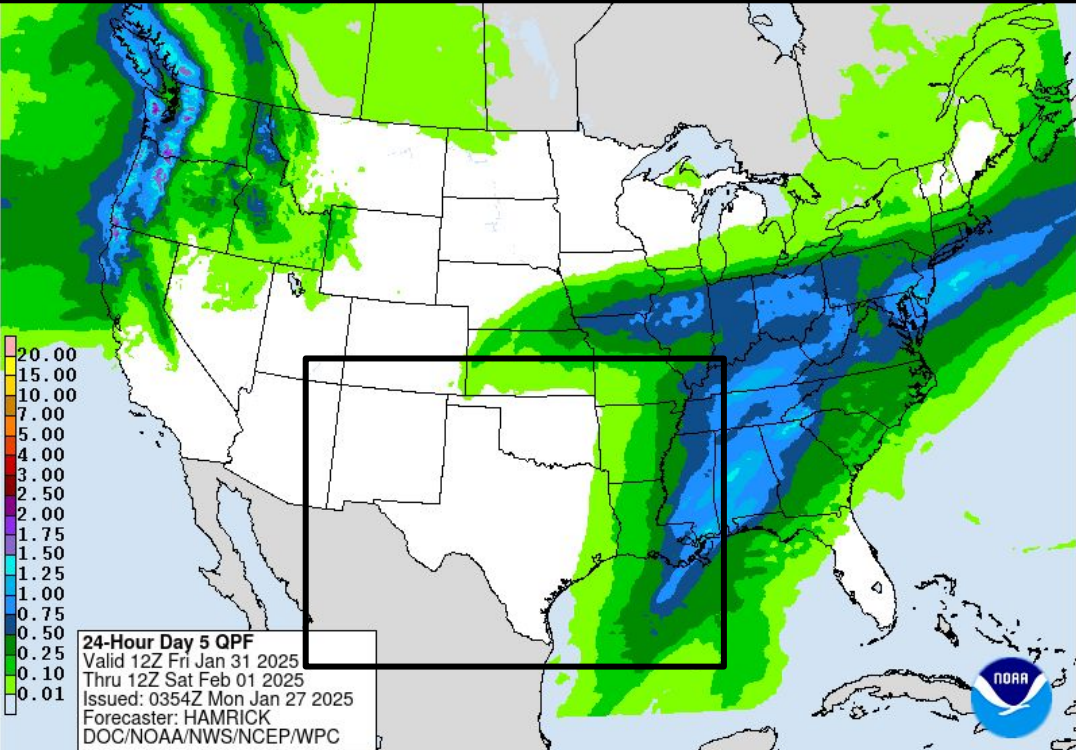 20.00
15.00
10.00
7.00
5.00
4.00
3.00
2.50
2.00
1.75
1.50
1.25
1.00
0.75
0.50
0.25
0.10
0.01
24-Hour Day 5 QPF
Valid 12Z Fri Jan 31 2025
Thru 12Z Sat Feb 01 2025
Issued: 0354Z Mon Jan 27 2025
Forecaster: HAMRICK
DOC/NOAA/NWS/NCEP/WPC
NOAA